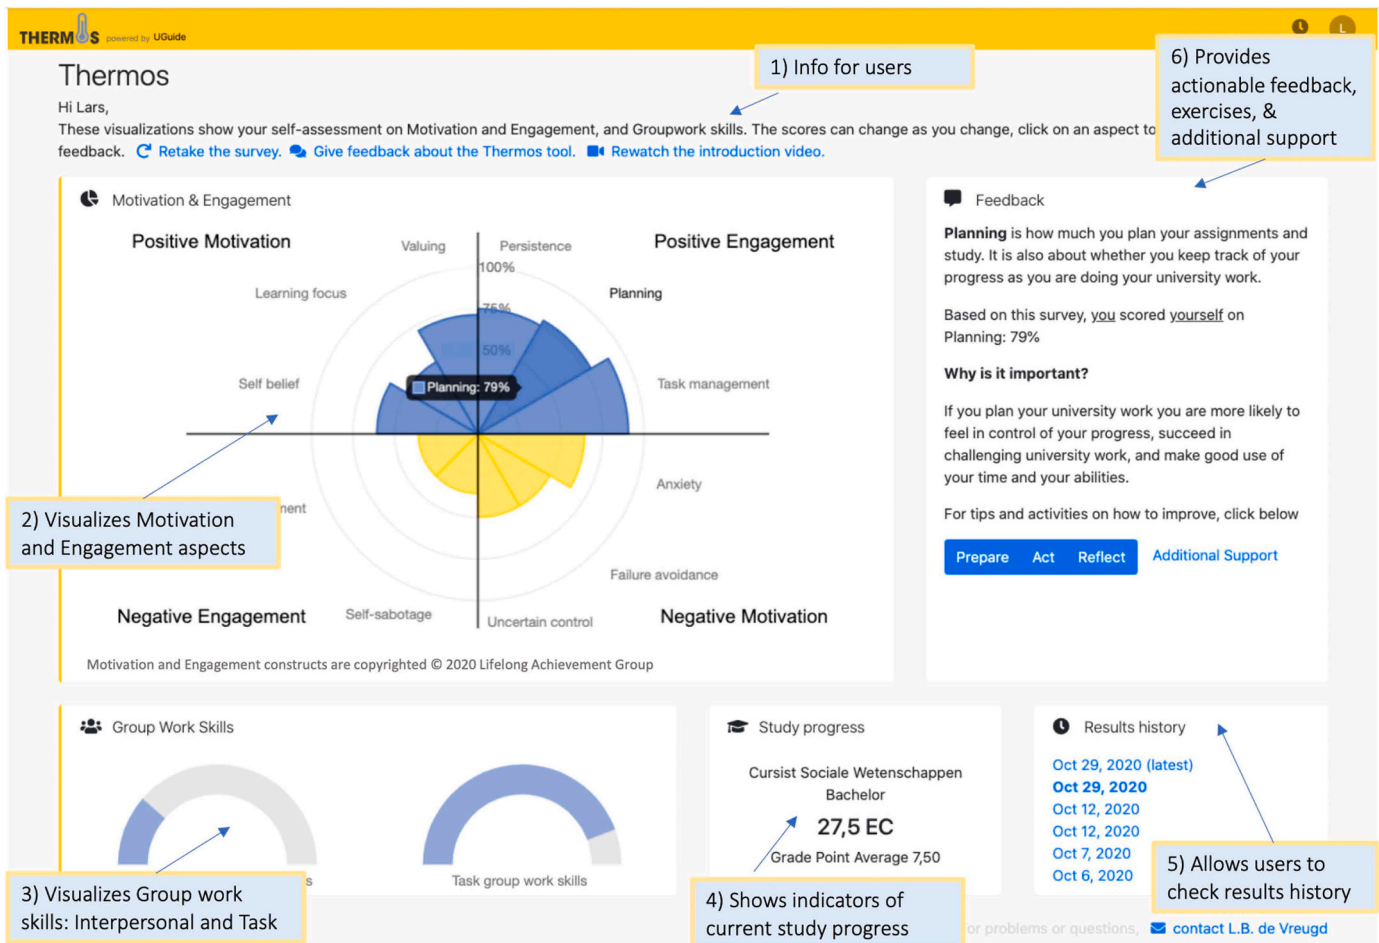 THERMOS powered by UGuide
L
1) Info for users
6) Provides
actionable feedback,
exercises, &
additional support
Thermos
Hi Lars,
These visualizations show your self-assessment on Motivation and Engagement, and Groupwork skills. The scores can change as you change, click on an aspect to
feedback. Retake the survey. Give feedback about the Thermos tool. Rewatch the introduction video.
Motivation & Engagement
Positive Motivation
Valuing
Persistence
Positive Engagement
100%
Learning focus
Planning
75%
50%
Self belief
Planning: 79%
Task management
Anxiety
2) Visualizes Motivation
and Engagement aspects
Failure avoidance
Negative Engagement
Self-sabotage
Uncertain control
Negative Motivation
Motivation and Engagement constructs are copyrighted © 2020 Lifelong Achievement Group
Feedback
Planning is how much you plan your assignments and
study. It is also about whether you keep track of your
progress as you are doing your university work.
Based on this survey, you scored yourself on
Planning: 79%
Why is it important?
If you plan your university work you are more likely to
feel in control of your progress, succeed in
challenging university work, and make good use of
your time and your abilities.
For tips and activities on how to improve, click below
Prepare Act Reflect Additional Support
Group Work Skills
Task group work skills
3) Visualizes Group work
skills: Interpersonal and Task
Study progress
Cursist Sociale Wetenschappen
Bachelor
27,5 EC
Grade Point Average 7,50
4) Shows indicators of
current study progress
Results history
Oct 29, 2020 (latest)
Oct 29, 2020
Oct 12, 2020
Oct 12, 2020
Oct 7, 2020
Oct 6, 2020
5) Allows users to
check results history
or problems or questions, contact L.B. de Vreugd